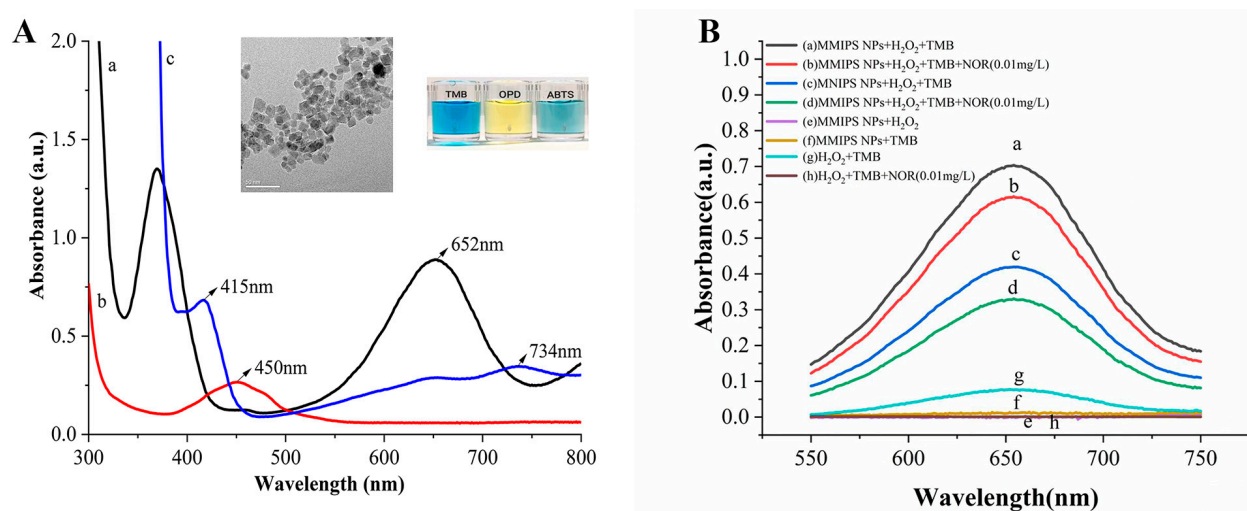 A
2.0
1.5
1.0
0.5
0.0
300
400
500
600
700
800
Absorbance (a.u.)
Wavelength (nm)
a
b
c
415nm
450nm
652nm
734nm
TMB OPD ABTS
B
1.0
0.9
0.8
0.7
0.6
0.5
0.4
0.3
0.2
0.1
0.0
550
600
650
700
750
Absorbance(a.u.)
Wavelength(nm)
(a)MMIPS NPs+H₂O₂+TMB
(b)MMIPS NPs+H₂O₂+TMB+NOR(0.01mg/L)
(c)MNIPS NPs+H₂O₂+TMB
(d)MMIPS NPs+H₂O₂+TMB+NOR(0.01mg/L)
(e)MMIPS NPs+H₂O₂
(f)MMIPS NPs+TMB
(g)H₂O₂+TMB
(h)H₂O₂+TMB+NOR(0.01mg/L)
a
b
c
d
g
f
e h